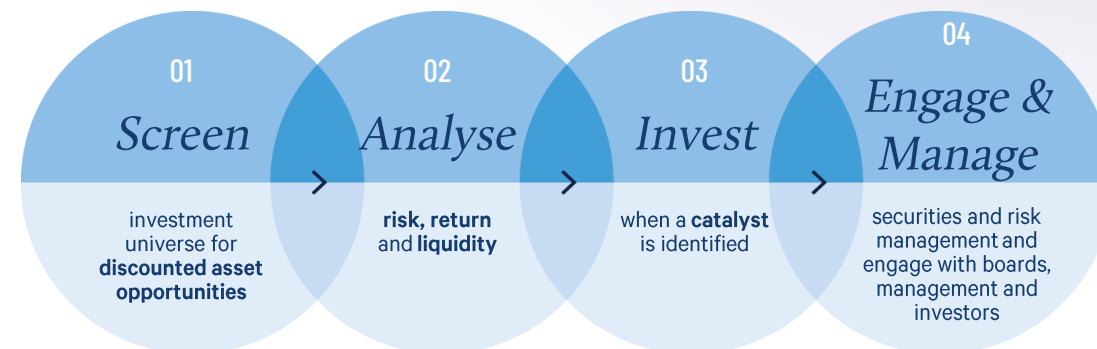 01
Screen
investment
universe for
discounted asset
opportunities
02
Analyse
risk, return
and liquidity
03
Invest
when a catalyst
is identified
04
Engage &
Manage
securities and risk
management and
engage with boards,
management and
investors